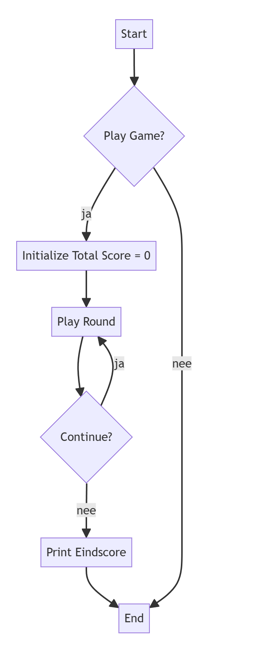 Start
Play Game?
ja
Initialize Total Score = 0
Play Round
ja
nee
Continue?
nee
Print Eindscore
End